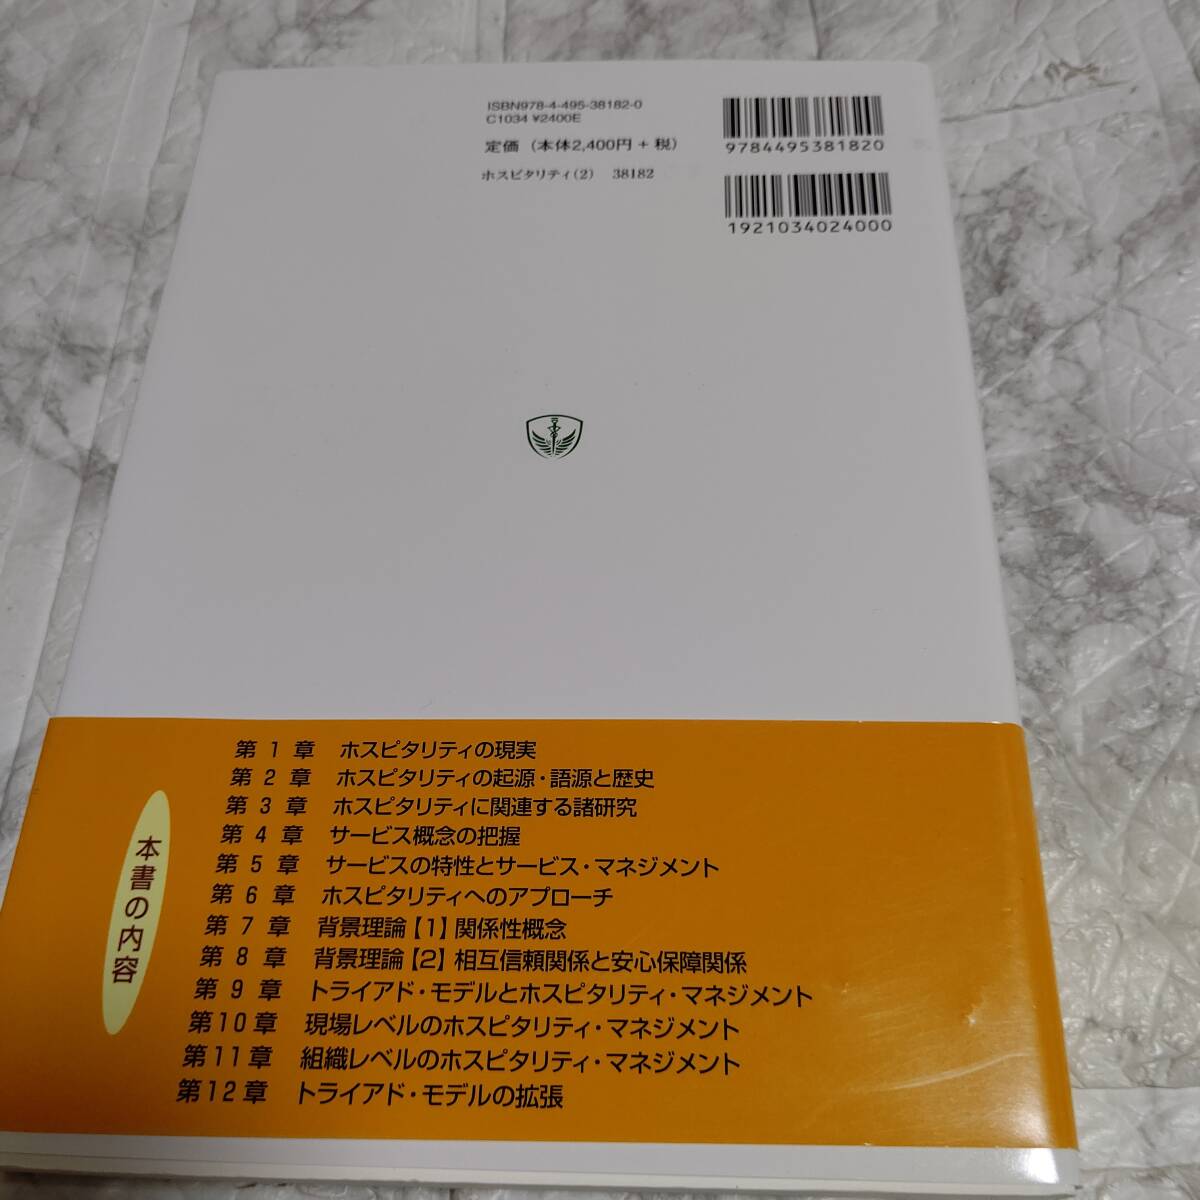 ISBN978-4-495-38182-0
C1034 ¥2400E
定価（本体2,400円+税）
ホスピタリティ(2) 38182
9784495381820
1921034024000
本書の内容
第1章 ホスピタリティの現実
第2章 ホスピタリティの起源・語源と歴史
第3章 ホスピタリティに関連する諸研究
第4章 サービス概念の把握
第5章 サービスの特性とサービス・マネジメント
第6章 ホスピタリティへのアプローチ
第7章 背景理論【1】関係性概念
第8章 背景理論【2】相互信頼関係と安心保障関係
第9章 トライアド・モデルとホスピタリティ・マネジメント
第10章 現場レベルのホスピタリティ・マネジメント
第11章 組織レベルのホスピタリティ・マネジメント
第12章 トライアド・モデルの拡張